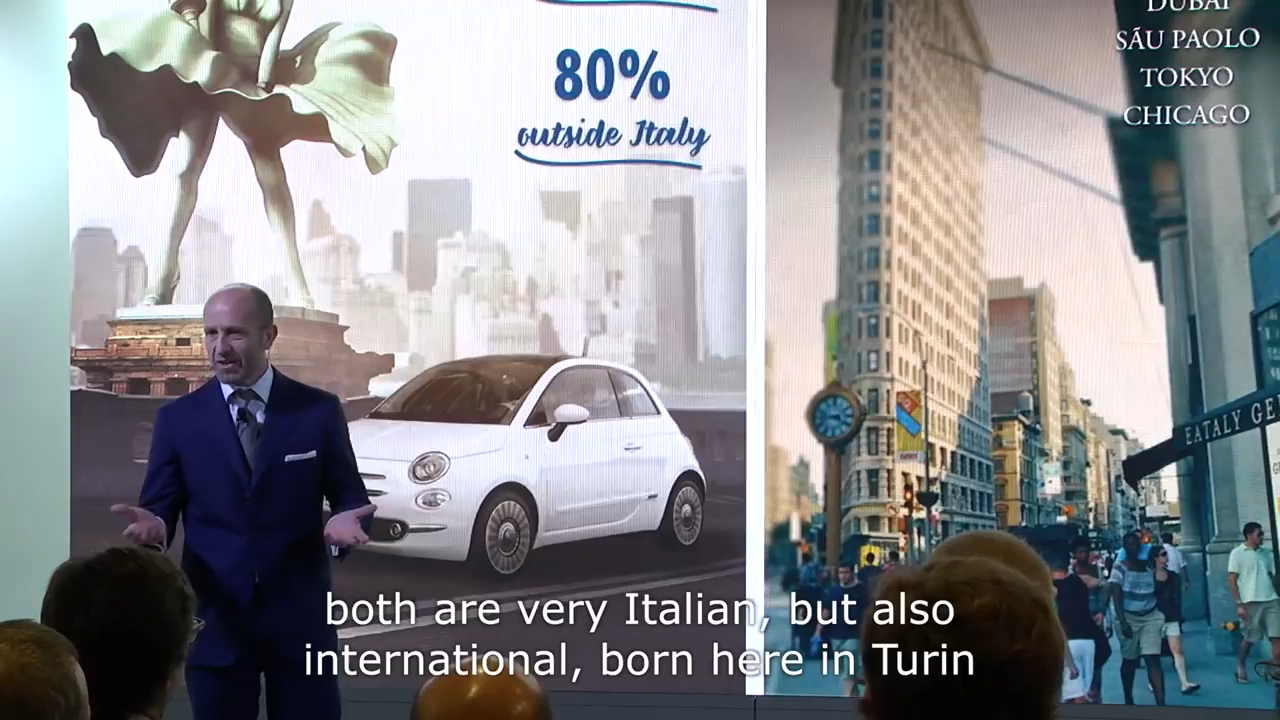 80%
outside Italy
DUBAI
SÃU PAOLO
TOKYO
CHICAGO
EATALY
both are very Italian, but also
international, born here in Turin